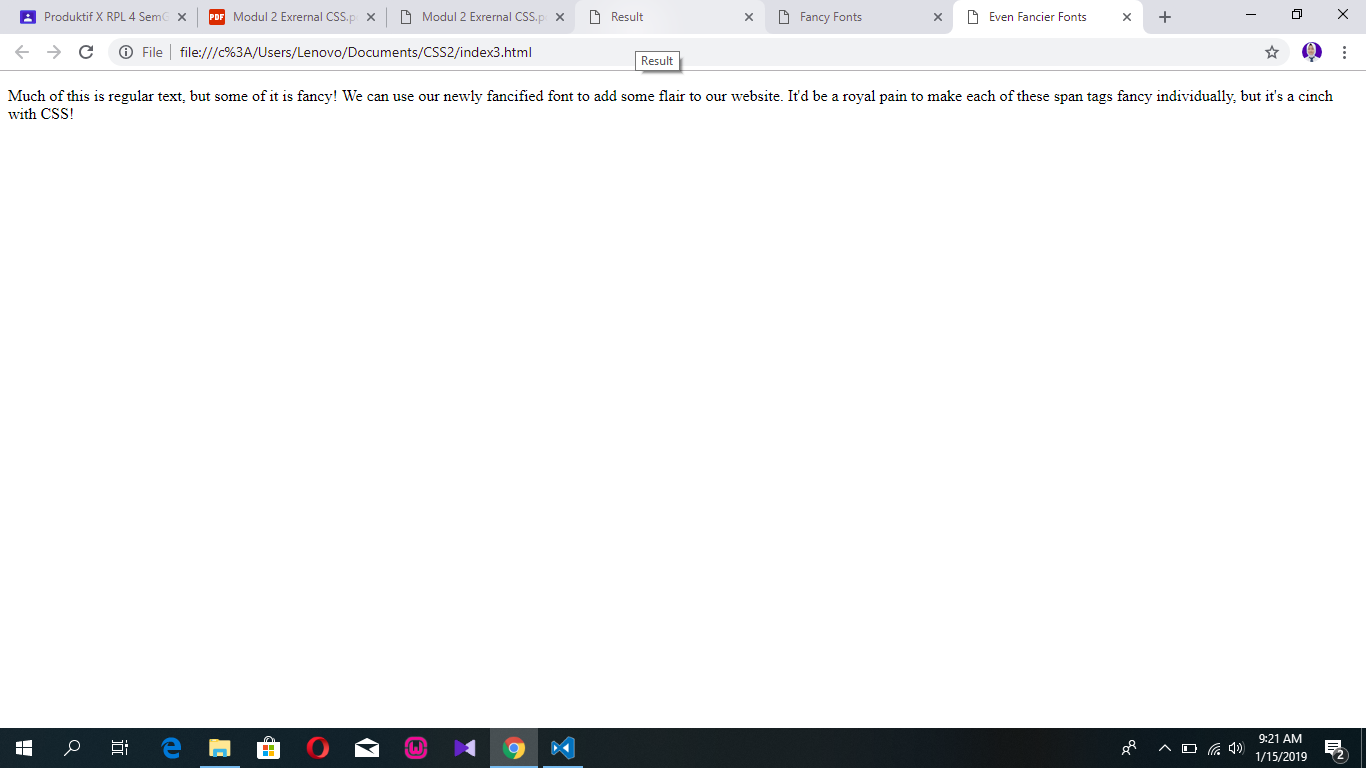 Produktif X RPL 4 SemG
Modul 2 Exrernal CSS.p
Modul 2 Exrernal CSS.p
Result
Fancy Fonts
Even Fancier Fonts
File
file:///c%3A/Users/Lenovo/Documents/CSS2/index3.html
Result
Much of this is regular text, but some of it is fancy! We can use our newly fancified font to add some flair to our website. It'd be a royal pain to make each of these span tags fancy individually, but it's a cinch
with CSS!
9:21 AM
1/15/2019
2
PDF